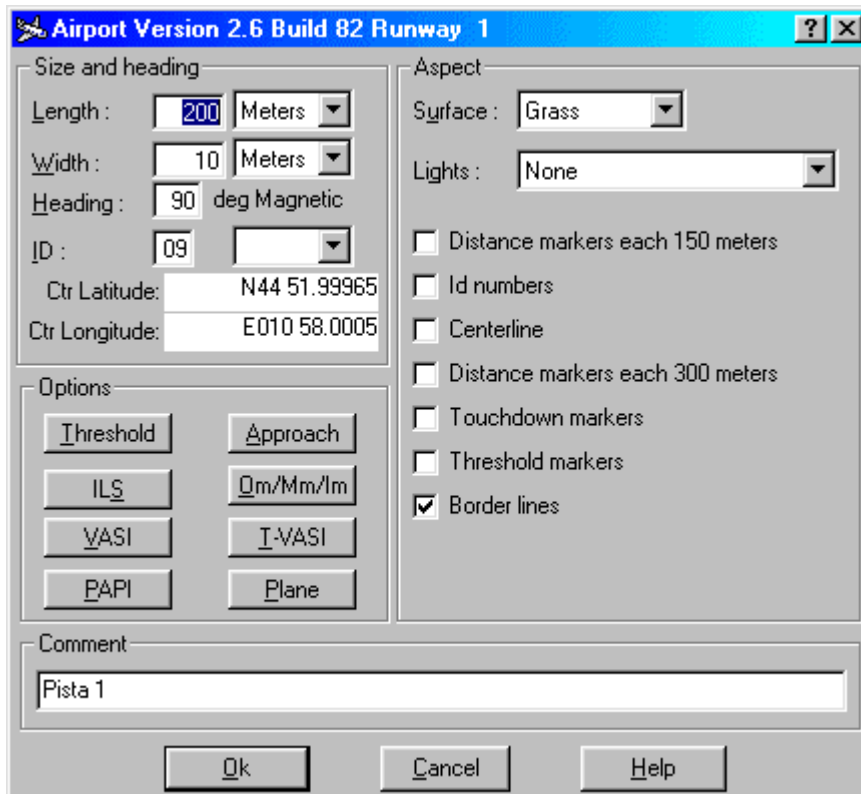 Airport Version 2.6 Build 82 Runway 1
Size and heading
Length : 200 Meters
Width : 10 Meters
Heading : 90 deg Magnetic
ID : 09
Ctr Latitude: N44 51.99965
Ctr Longitude: E010 58.0005
Aspect
Surface : Grass
Lights : None
Distance markers each 150 meters
Id numbers
Centerline
Distance markers each 300 meters
Touchdown markers
Threshold markers
Border lines
Options
Threshold Approach
ILS Om/Mm/Im
VASI T-VASI
PAPI Plane
Comment
Pista 1
Ok Cancel Help